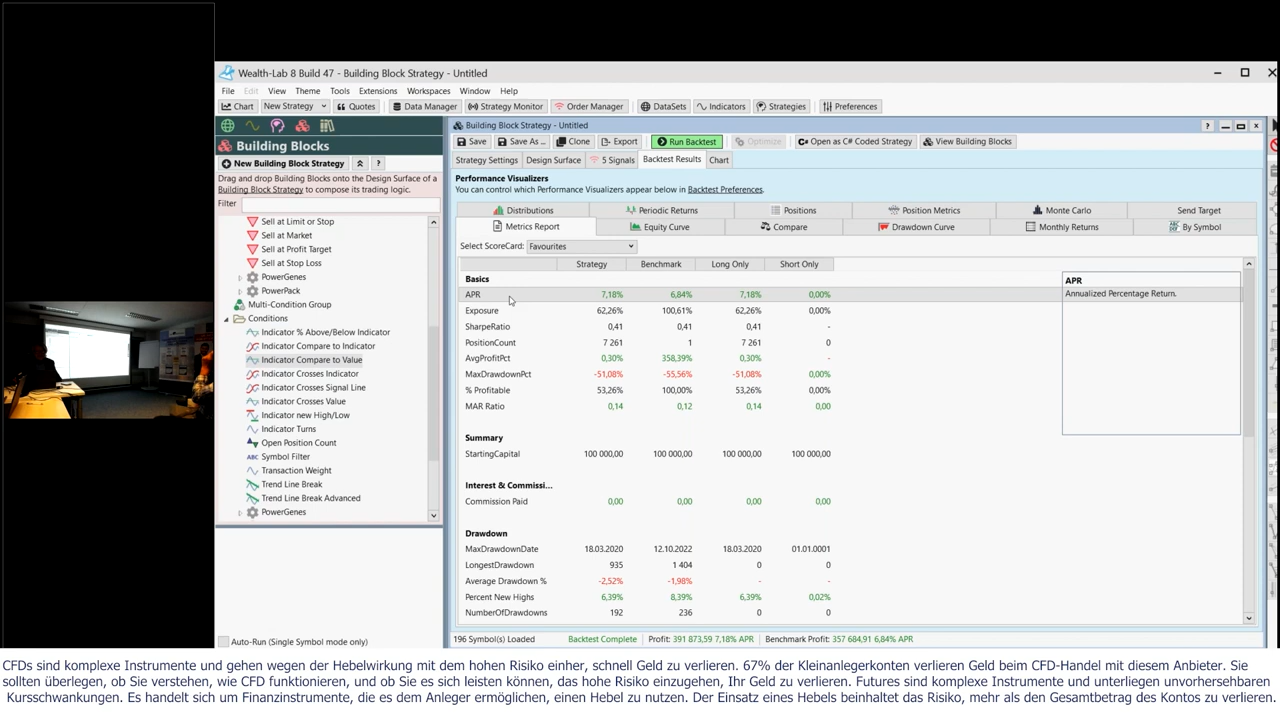 Wealth-Lab 8 Build 47 - Building Block Strategy - Untitled
File Edit View Theme Tools Extensions Workspaces Window Help
Chart New Strategy Quotes Data Manager Strategy Monitor Order Manager DataSets Indicators Strategies Preferences
Building Blocks
New Building Block Strategy ?
Drag and drop Building Blocks onto the Design Surface of a
Building Block Strategy to compose its trading logic.
Filter
Sell at Limit or Stop
Sell at Market
Sell at Profit Target
Sell at Stop Loss
PowerGenes
PowerPack
Multi-Condition Group
Conditions
Indicator % Above/Below Indicator
Indicator Compare to Indicator
Indicator Compare to Value
Indicator Crosses Indicator
Indicator Crosses Signal Line
Indicator Crosses Value
Indicator new High/Low
Indicator Turns
Open Position Count
ABC Symbol Filter
Transaction Weight
Trend Line Break
Trend Line Break Advanced
PowerGenes
Auto-Run (Single Symbol mode only)
Building Block Strategy - Untitled ?
Save Save As ... Clone Export Run Backtest Optimize C# Open as C# Coded Strategy View Building Blocks
Strategy Settings Design Surface 5 Signals Backtest Results Chart
Performance Visualizers
You can control which Performance Visualizers appear below in Backtest Preferences.
Distributions Periodic Returns Positions Position Metrics Monte Carlo Send Target
Metrics Report Equity Curve Compare Drawdown Curve Monthly Returns By Symbol
Select ScoreCard: Favourites
Strategy Benchmark Long Only Short Only
Basics
APR 7,18% 6,84% 7,18% 0,00%
Exposure 62,26% 100,61% 62,26% 0,00%
SharpeRatio 0,41 0,41 0,41 -
PositionCount 7 261 1 7 261 0
AvgProfitPct 0,30% 358,39% 0,30% -
MaxDrawdownPct -51,08% -55,56% -51,08% 0,00%
% Profitable 53,26% 100,00% 53,26% 0,00%
MAR Ratio 0,14 0,12 0,14 0,00
Summary
StartingCapital 100 000,00 100 000,00 100 000,00 100 000,00
Interest & Commissi...
Commission Paid 0,00 0,00 0,00 0,00
Drawdown
MaxDrawdownDate 18.03.2020 12.10.2022 18.03.2020 01.01.0001
LongestDrawdown 935 1 404 0 0
Average Drawdown % -2,52% -1,98% - -
Percent New Highs 6,39% 8,39% 6,39% 0,02%
NumberOfDrawdowns 192 236 0 0
APR
Annualized Percentage Return.
196 Symbol(s) Loaded Backtest Complete Profit: 391 873,59 7,18% APR Benchmark Profit: 357 684,91 6,84% APR
CFDs sind komplexe Instrumente und gehen wegen der Hebelwirkung mit dem hohen Risiko einher, schnell Geld zu verlieren. 67% der Kleinanlegerkonten verlieren Geld beim CFD-Handel mit diesem Anbieter. Sie
sollten überlegen, ob Sie verstehen, wie CFD funktionieren, und ob Sie es sich leisten können, das hohe Risiko einzugehen, Ihr Geld zu verlieren. Futures sind komplexe Instrumente und unterliegen unvorhersehbaren
Kursschwankungen. Es handelt sich um Finanzinstrumente, die es dem Anleger ermöglichen, einen Hebel zu nutzen. Der Einsatz eines Hebels beinhaltet das Risiko, mehr als den Gesamtbetrag des Kontos zu verlieren.